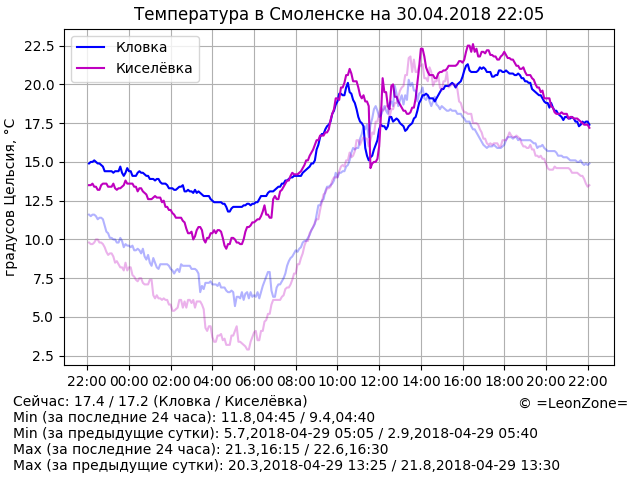 Температура в Смоленске на 30.04.2018 22:05
градусов Цельсия, °C
22.5
20.0
17.5
15.0
12.5
10.0
7.5
5.0
2.5
Кловка
Киселёвка
22:00 00:00 02:00 04:00 06:00 08:00 10:00 12:00 14:00 16:00 18:00 20:00 22:00
Сейчас: 17.4 / 17.2 (Кловка / Киселёвка)
© =LeonZone=
Min (за последние 24 часа): 11.8,04:45 / 9.4,04:40
Min (за предыдущие сутки): 5.7,2018-04-29 05:05 / 2.9,2018-04-29 05:40
Max (за последние 24 часа): 21.3,16:15 / 22.6,16:30
Max (за предыдущие сутки): 20.3,2018-04-29 13:25 / 21.8,2018-04-29 13:30